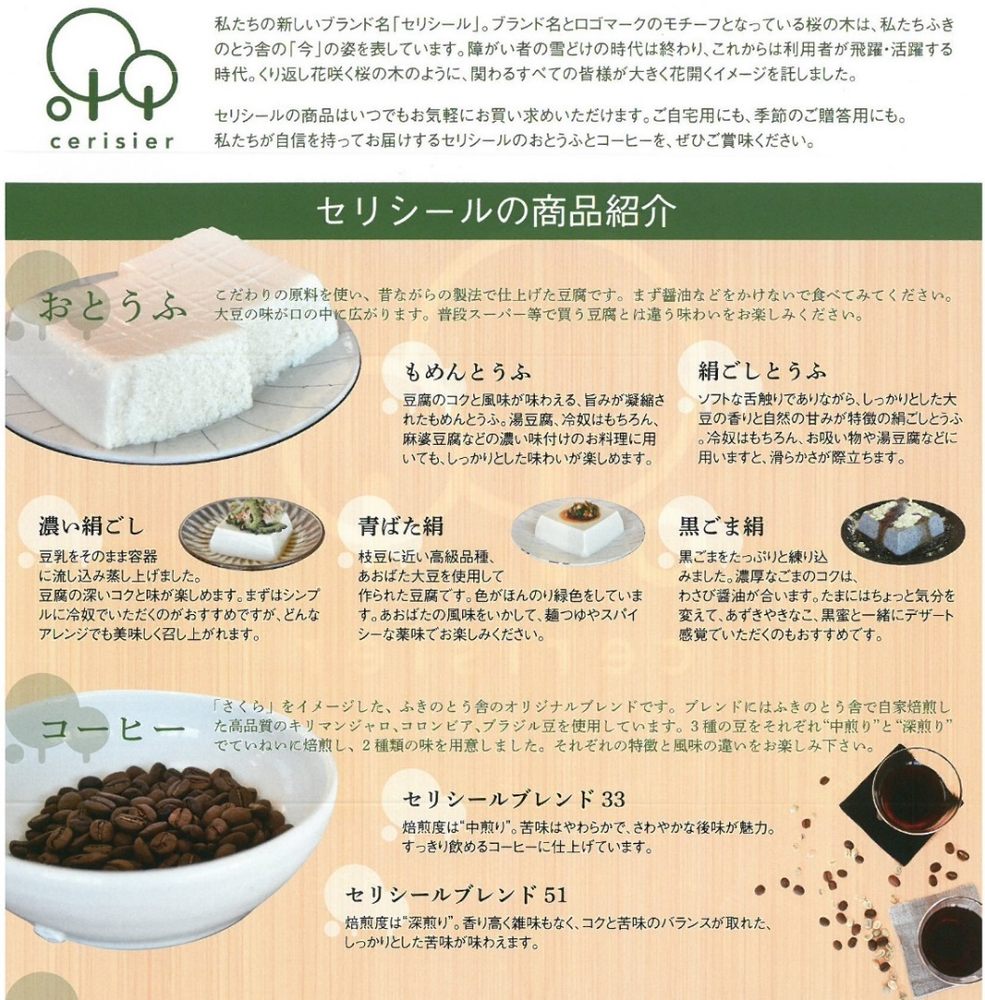 私たちの新しいブランド名「セリシール」。ブランド名とロゴマークのモチーフとなっている桜の木は、私たちふき
のとう舎の「今」の姿を表しています。障がい者の雪どけの時代は終わり、これからは利用者が飛躍・活躍する
時代。くり返し花咲く桜の木のように、関わるすべての皆様が大きく花開くイメージを託しました。
cerisier
セリシールの商品はいつでもお気軽にお買い求めいただけます。ご自宅用にも、季節のご贈答用にも。
私たちが自信を持ってお届けするセリシールのおとうふとコーヒーを、ぜひご賞味ください。
セリシールの商品紹介
おとうふ
こだわりの原料を使い、昔ながらの製法で仕上げた豆腐です。まず醤油などをかけないで食べてみてください。
大豆の味が口の中に広がります。普段スーパー等で買う豆腐とは違う味わいをお楽しみください。
もめんとうふ
豆腐のコクと風味が味わえる、旨みが凝縮さ
れたもめんとうふ。湯豆腐、冷奴はもちろん、
麻婆豆腐などの濃い味付けのお料理に用
いても、しっかりとした味わいが楽しめます。
絹ごしとうふ
ソフトな舌触りでありながら、しっかりとした大
豆の香りと自然の甘みが特徴の絹ごしとうふ
。冷奴はもちろん、お吸い物や湯豆腐などに
用いますと、滑らかさが際立ちます。
濃い絹ごし
豆乳をそのまま容器
に流し込み蒸し上げました。
豆腐の深いコクと味が楽しめます。まずはシンプ
ルに冷奴でいただくのがおすすめですが、どんな
アレンジでも美味しく召し上がれます。
青ばた絹
枝豆に近い高級品種、
あおばた大豆を使用して
作られた豆腐です。色がほんのり緑色をしていま
す。あおばたの風味をいかして、麺つゆやスパイ
シーな薬味でお楽しみください。
黒ごま絹
黒ごまをたっぷりと練り込
みました。濃厚なごまのコクは、
わさび醤油が合います。たまにはちょっと気分を
変えて、あずきやきなこ、黒蜜と一緒にデザート
感覚でいただくのもおすすめです。
cerisier
コーヒー
「さくら」をイメージした、ふきのとう舎のオリジナルブレンドです。ブレンドにはふきのとう舎で自家焙煎し
た高品質のキリマンジャロ、コロンビア、ブラジル豆を使用しています。3種の豆をそれぞれ“中煎り”と“深煎り”
でていねいに焙煎し、2種類の味を用意しました。それぞれの特徴と風味の違いをお楽しみ下さい。
セリシールブレンド 33
焙煎度は“中煎り”。苦味はやわらかで、さわやかな後味が魅力。
すっきり飲めるコーヒーに仕上げています。
セリシールブレンド 51
焙煎度は“深煎り”。香り高く雑味もなく、コクと苦味のバランスが取れた、
しっかりとした苦味が味わえます。